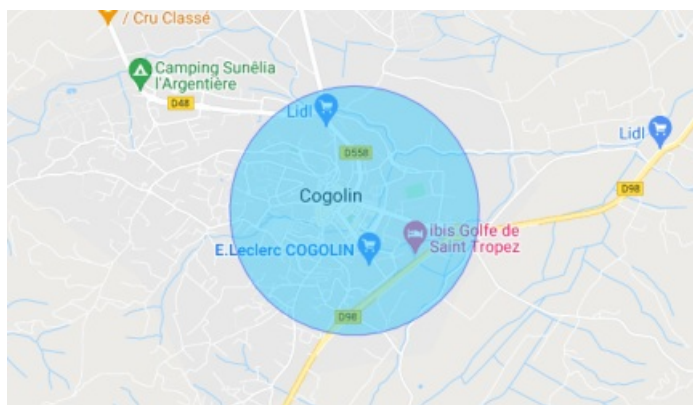 / Cru Classé
Camping Sunêlia
l'Argentière
D48
Lidl
Lidl
D558
D98
Cogolin
ibis Golfe de
Saint Tropez
E.Leclerc COGOLIN
D98